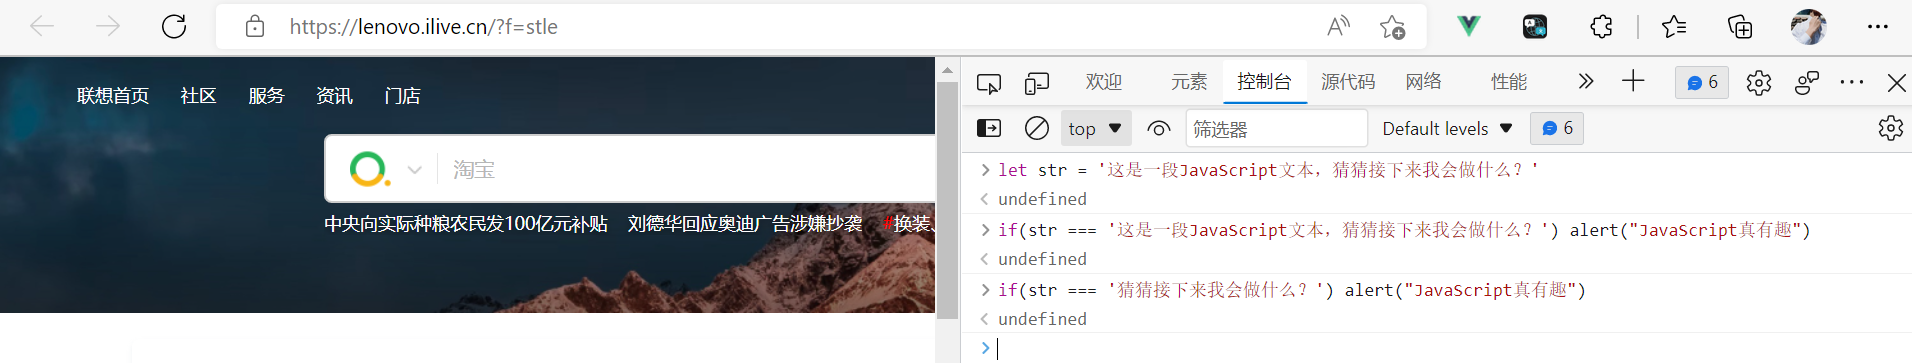 https://lenovo.ilive.cn/?f=stle
联想首页 社区 服务 资讯 门店
淘宝
中央向实际种粮农民发100亿元补贴 刘德华回应奥迪广告涉嫌抄袭 #换装、
欢迎 元素 控制台 源代码 网络 性能 » 6
top 筛选器 Default levels 6
let str = '这是一段JavaScript文本，猜猜接下来我会做什么？'
undefined
if(str === '这是一段JavaScript文本，猜猜接下来我会做什么？') alert("JavaScript真有趣")
undefined
if(str === '猜猜接下来我会做什么？') alert("JavaScript真有趣")
undefined